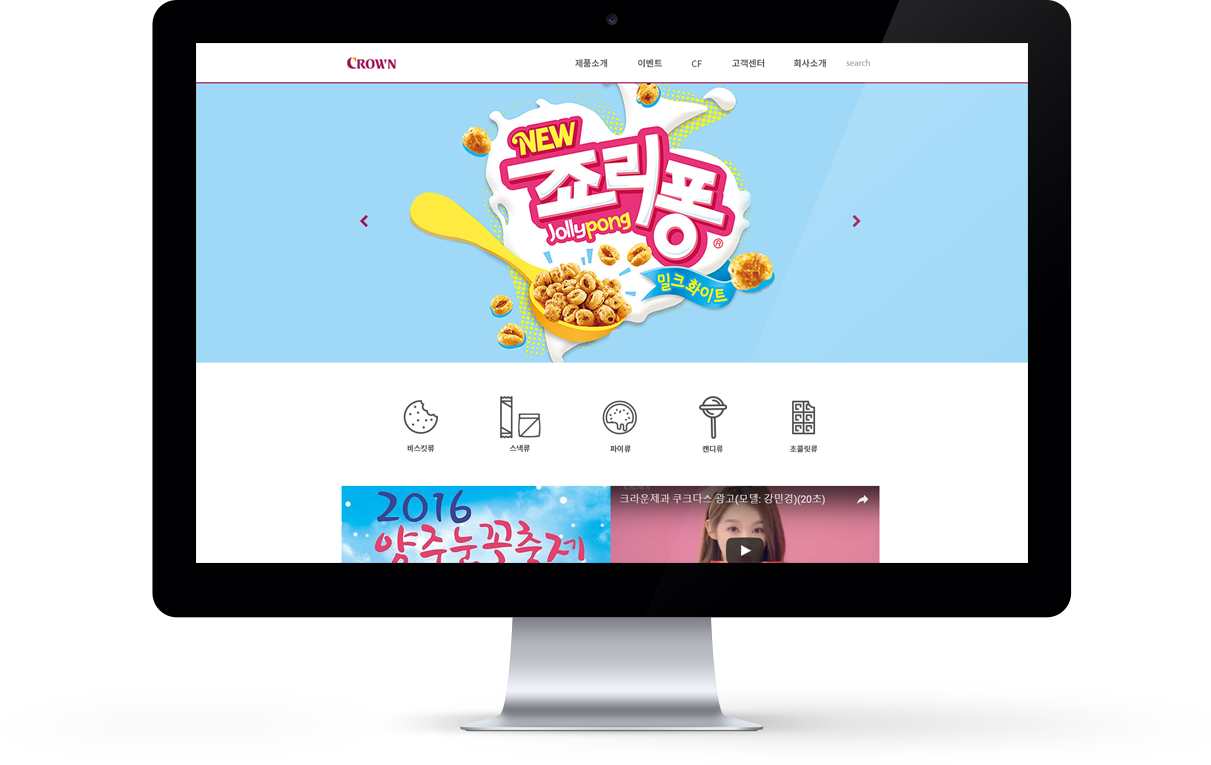 CROWN
제품소개
이벤트
CF
고객센터
회사소개
search
NEW
죠리퐁
Jollypong
®
밀크화이트
비스킷류
스낵류
파이류
캔디류
초콜릿류
2016
양주눈꽃축제
크라운제과 쿠크다스 광고(모델: 강민경)(20초)